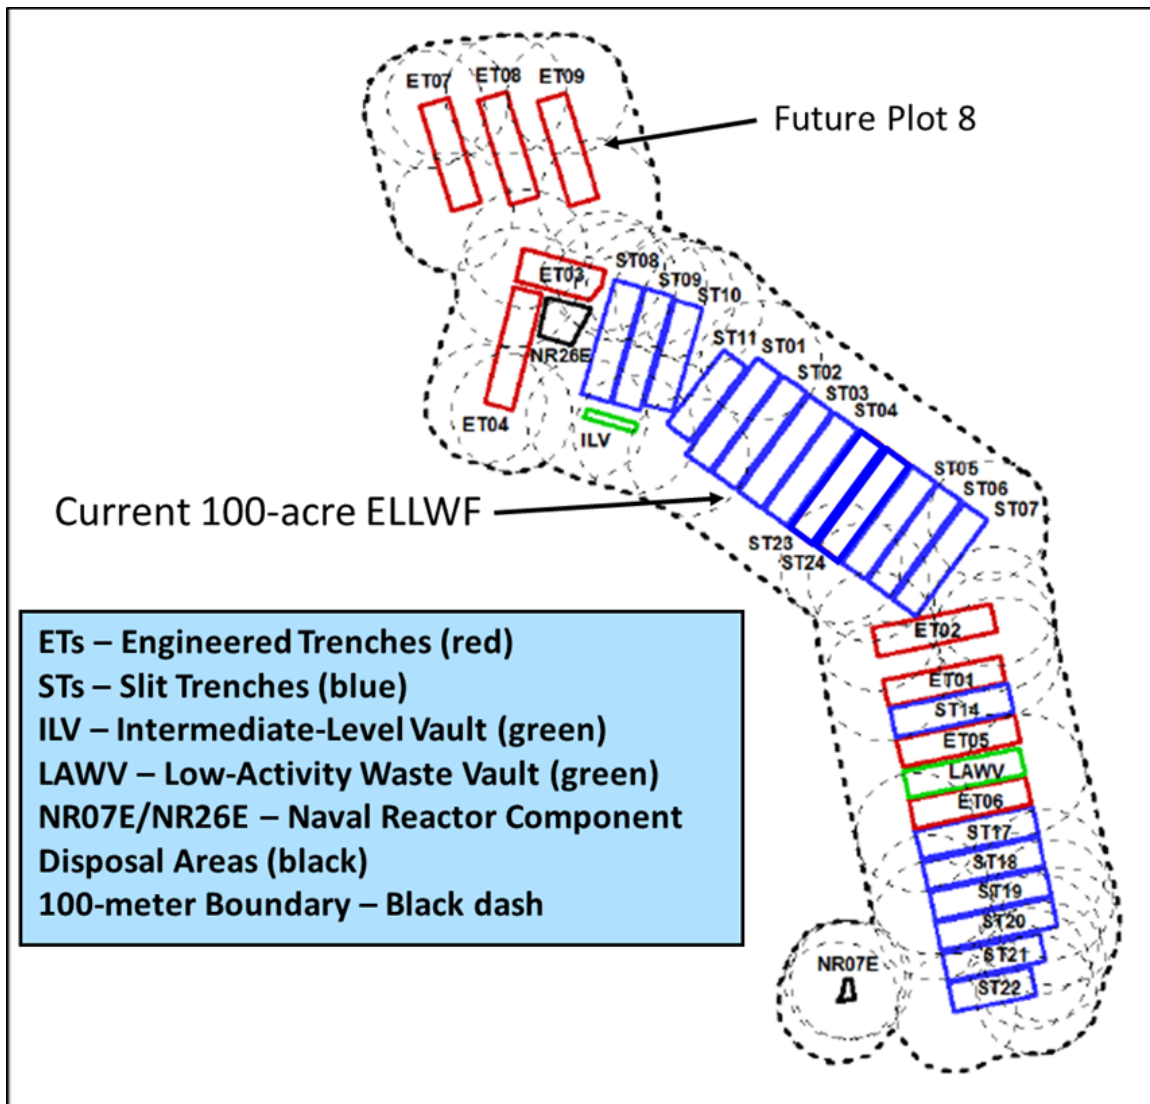 ET07
ET08
ET09
Future Plot 8
ET03
ST08
ST09
ST10
NR26E
ST11
ST01
ST02
ST03
ST04
ET04
ILV
ST05
ST06
ST07
Current 100-acre ELLWF
ST23
ST24
ETs – Engineered Trenches (red)
STs – Slit Trenches (blue)
ILV – Intermediate-Level Vault (green)
LAWV – Low-Activity Waste Vault (green)
NR07E/NR26E – Naval Reactor Component
Disposal Areas (black)
100-meter Boundary – Black dash
ET02
ET01
ST14
ET05
LAWV
ET06
ST17
ST18
ST19
ST20
ST21
ST22
NR07E